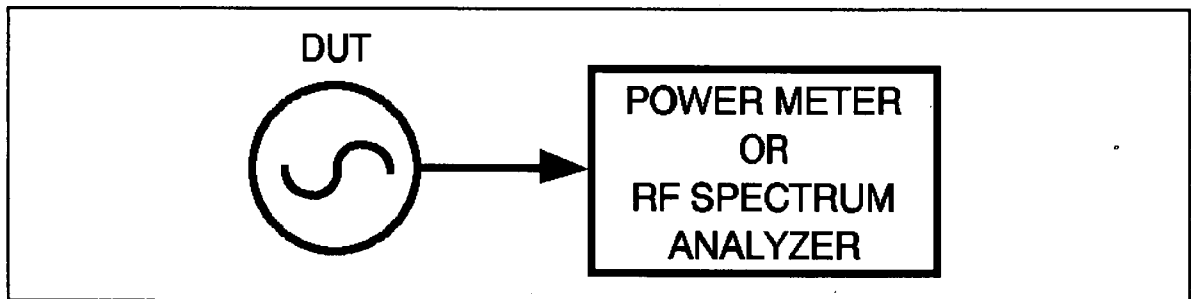 DUT
POWER METER
OR
RF SPECTRUM
ANALYZER